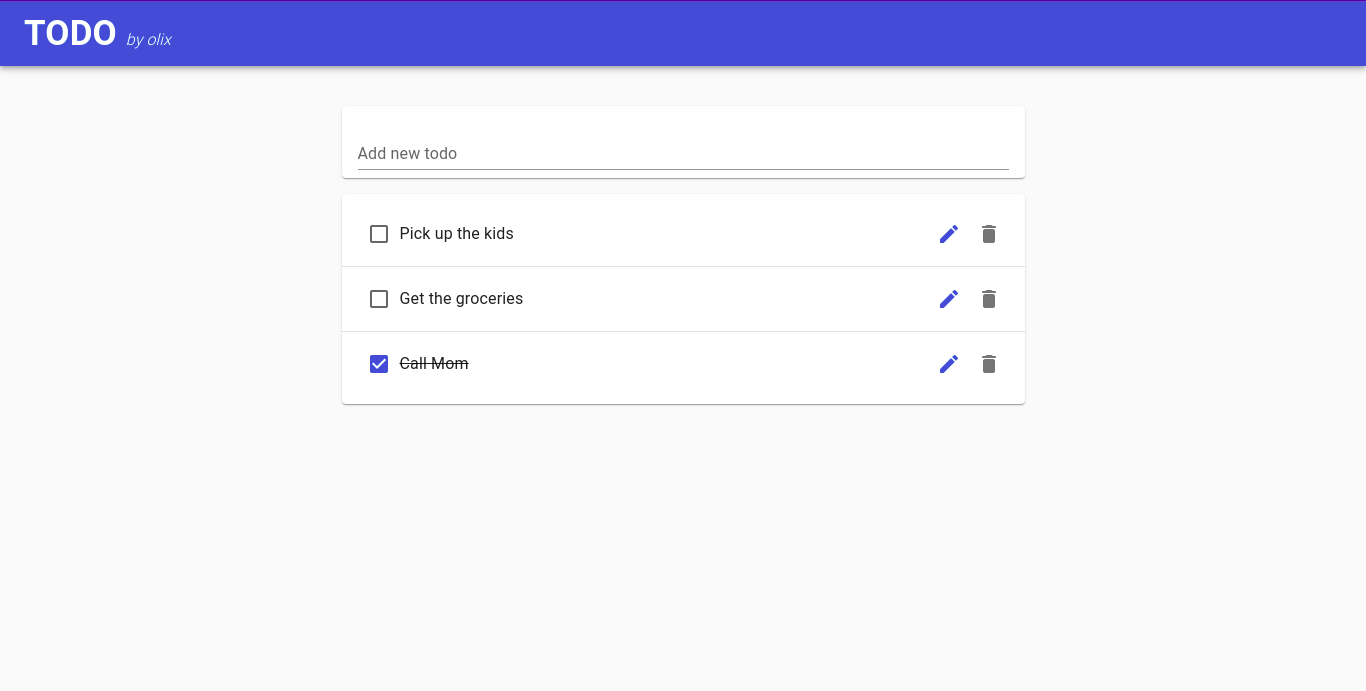 TODO by olix
Add new todo
Pick up the kids
Get the groceries
Call Mom